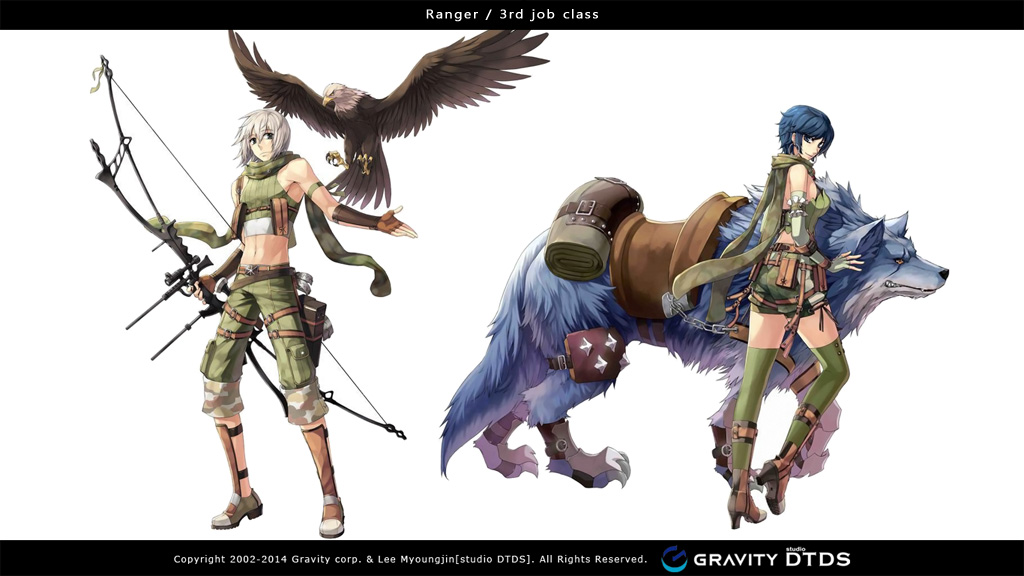 Ranger / 3rd job class
Copyright 2002-2014 Gravity corp. & Lee Myoungjin[studio DTDS]. All Rights Reserved.
GRAVITY studio DTDS